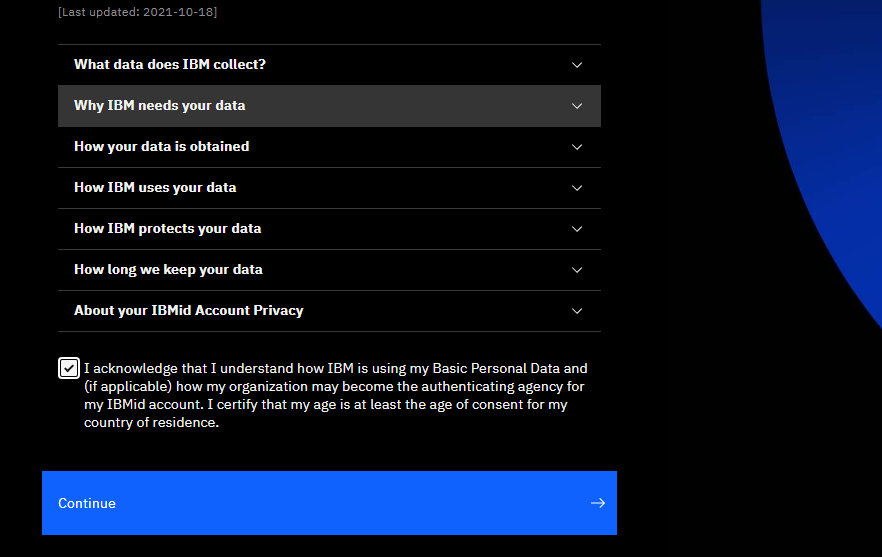 [Last updated: 2021-10-18]
What data does IBM collect?
Why IBM needs your data
How your data is obtained
How IBM uses your data
How IBM protects your data
How long we keep your data
About your IBMid Account Privacy
I acknowledge that I understand how IBM is using my Basic Personal Data and
(if applicable) how my organization may become the authenticating agency for
my IBMid account. I certify that my age is at least the age of consent for my
country of residence.
Continue